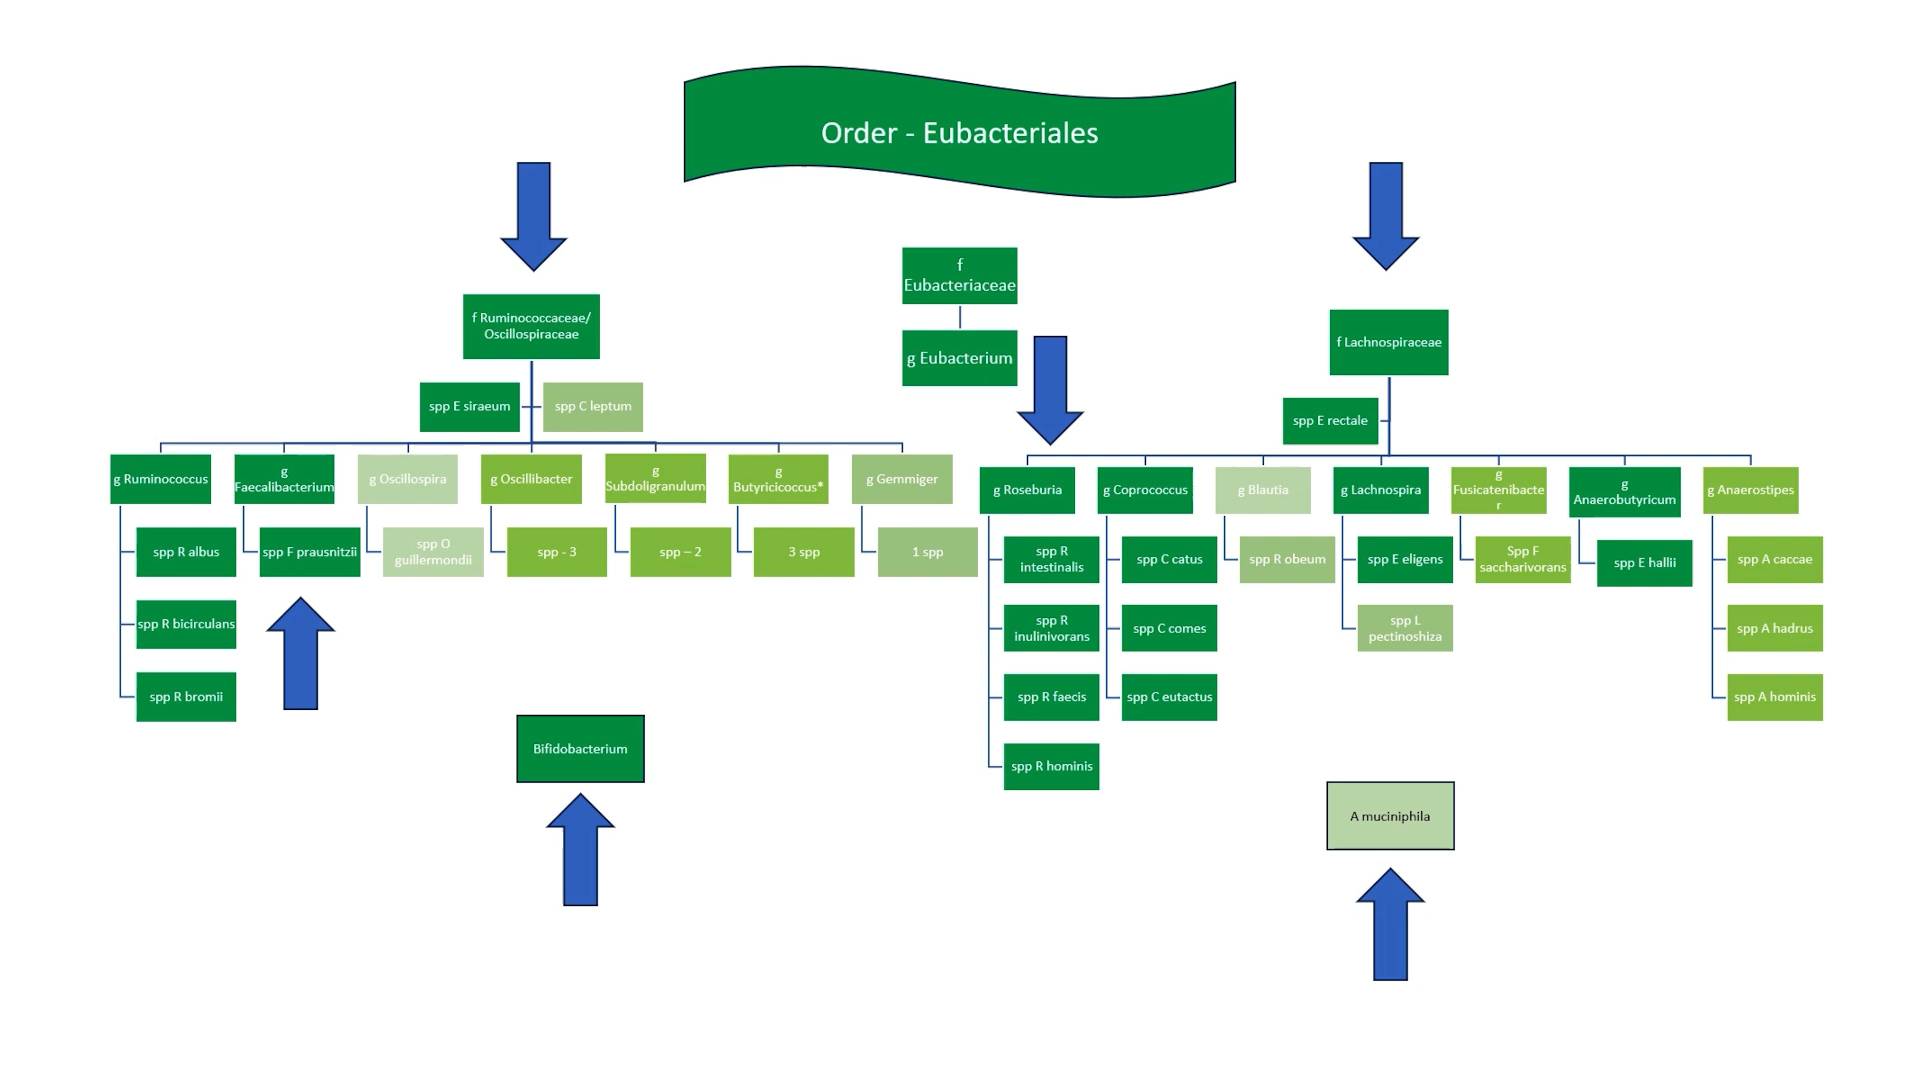 Order - Eubacteriales
f
Eubacteriaceae
g Eubacterium
f Ruminococcaceae/
Oscillospiraceae
spp E siraeum
spp C leptum
g Ruminococcus
spp R albus
spp R bicirculans
spp R bromii
g
Faecalibacterium
spp F prausnitzii
g Oscillospira
spp O
guillermondii
g Oscillibacter
spp - 3
g
Subdoligranulum
spp – 2
g
Butyricicoccus*
3 spp
g Gemmiger
1 spp
f Lachnospiraceae
spp E rectale
g Roseburia
spp R
intestinalis
spp R
inulinivorans
spp R faecis
spp R hominis
g Coprococcus
spp C catus
spp C comes
spp C eutactus
g Blautia
spp R obeum
g Lachnospira
spp E eligens
spp L
pectinoshiza
g
Fusicatenibacte
r
Spp F
saccharivorans
g
Anaerobutyricum
spp E hallii
g Anaerostipes
spp A caccae
spp A hadrus
spp A hominis
Bifidobacterium
A muciniphila